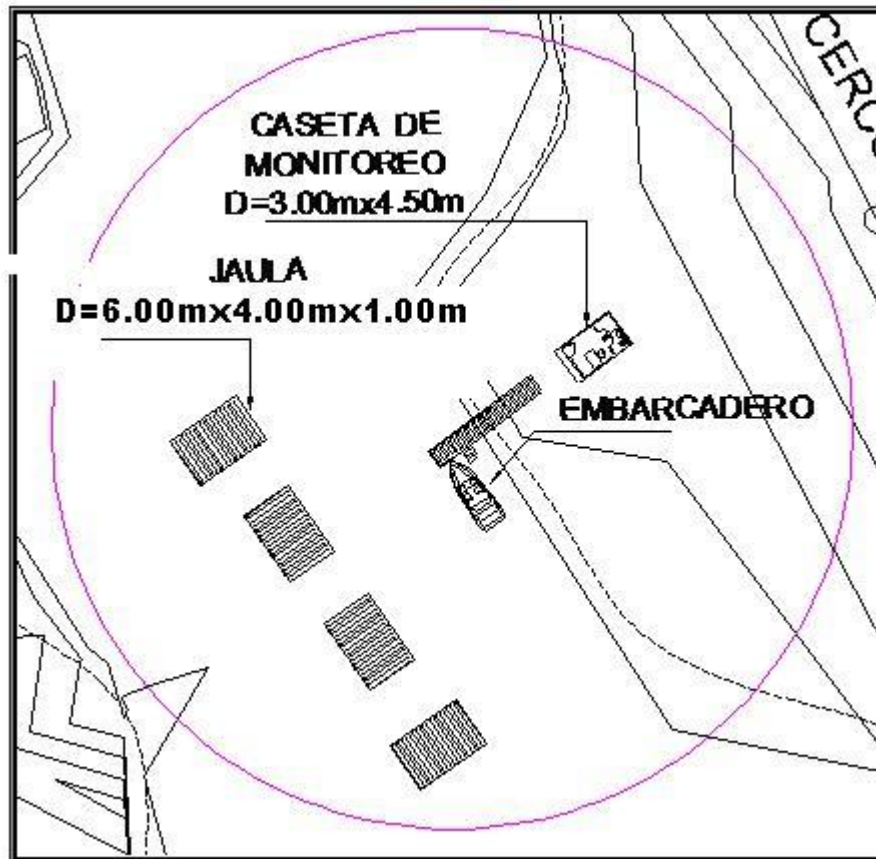 CASETA DE
MONITOREO
D=3.00mx4.50m
JAULA
D=6.00mx4.00mx1.00m
EMBARCADERO